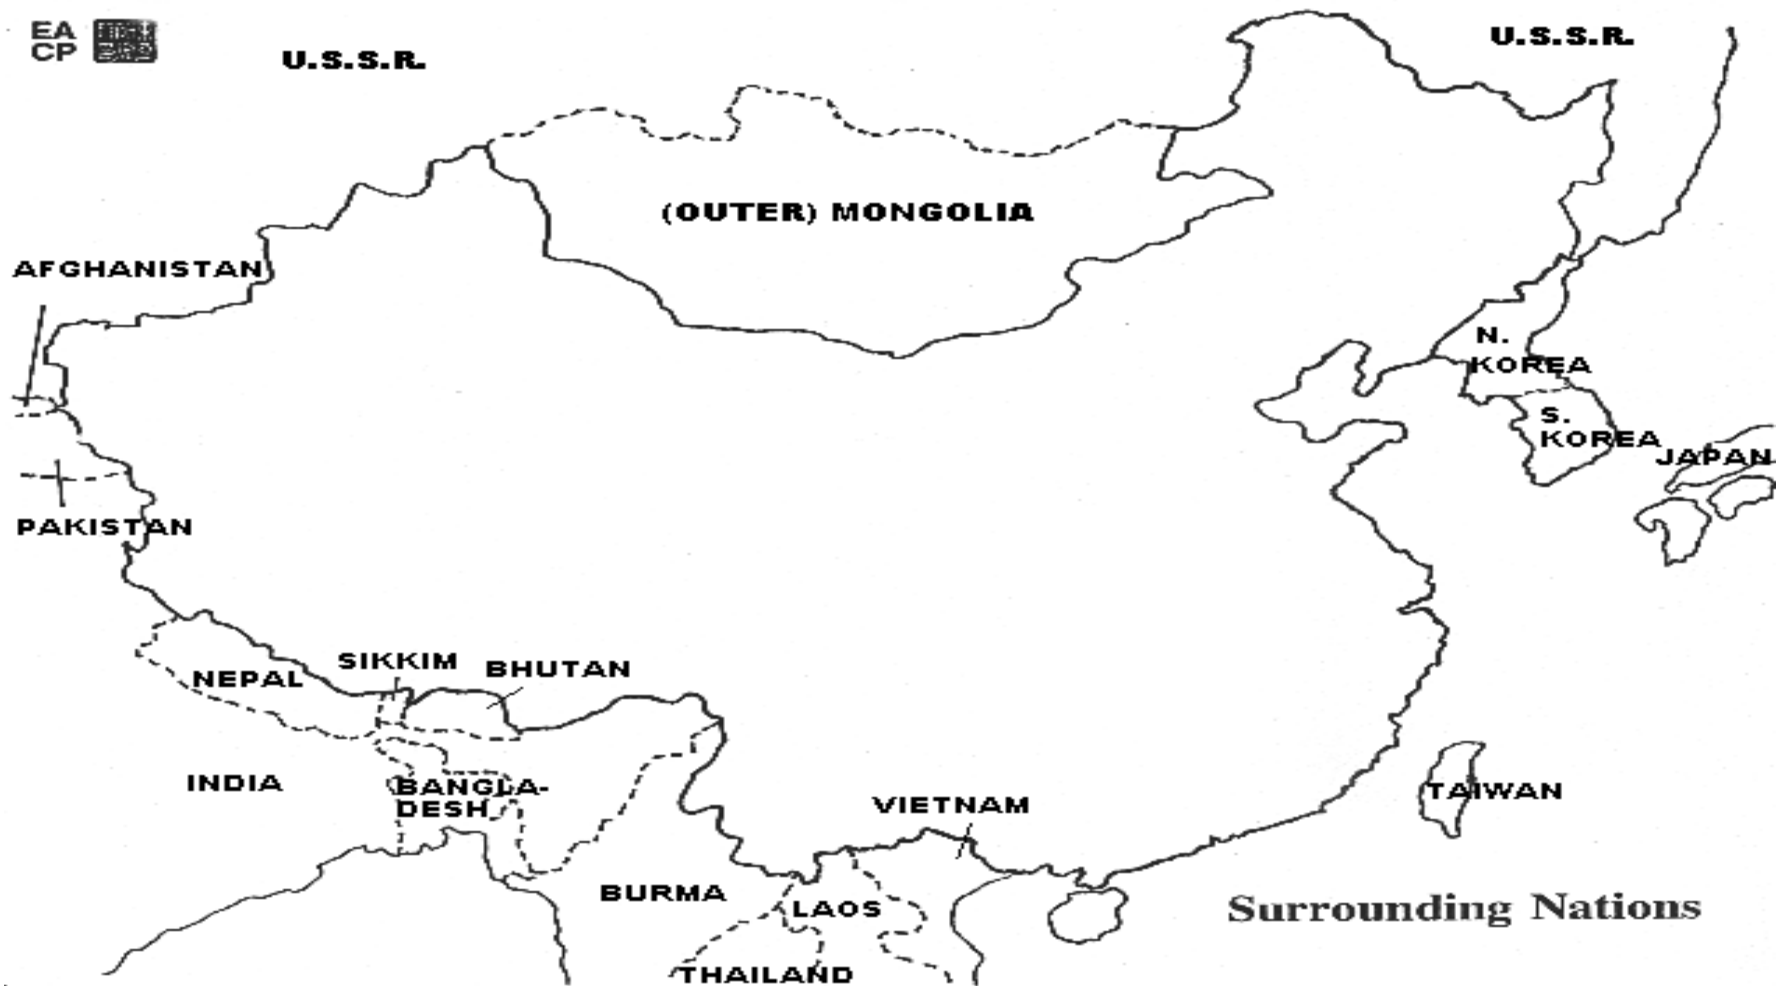 EA
CP
U.S.S.R.
U.S.S.R.
(OUTER) MONGOLIA
AFGHANISTAN
N.
KOREA
S.
KOREA
JAPAN
PAKISTAN
SIKKIM
BHUTAN
NEPAL
INDIA
BANGLA-
DESH
VIETNAM
TAIWAN
BURMA
LAOS
Surrounding Nations
THAILAND